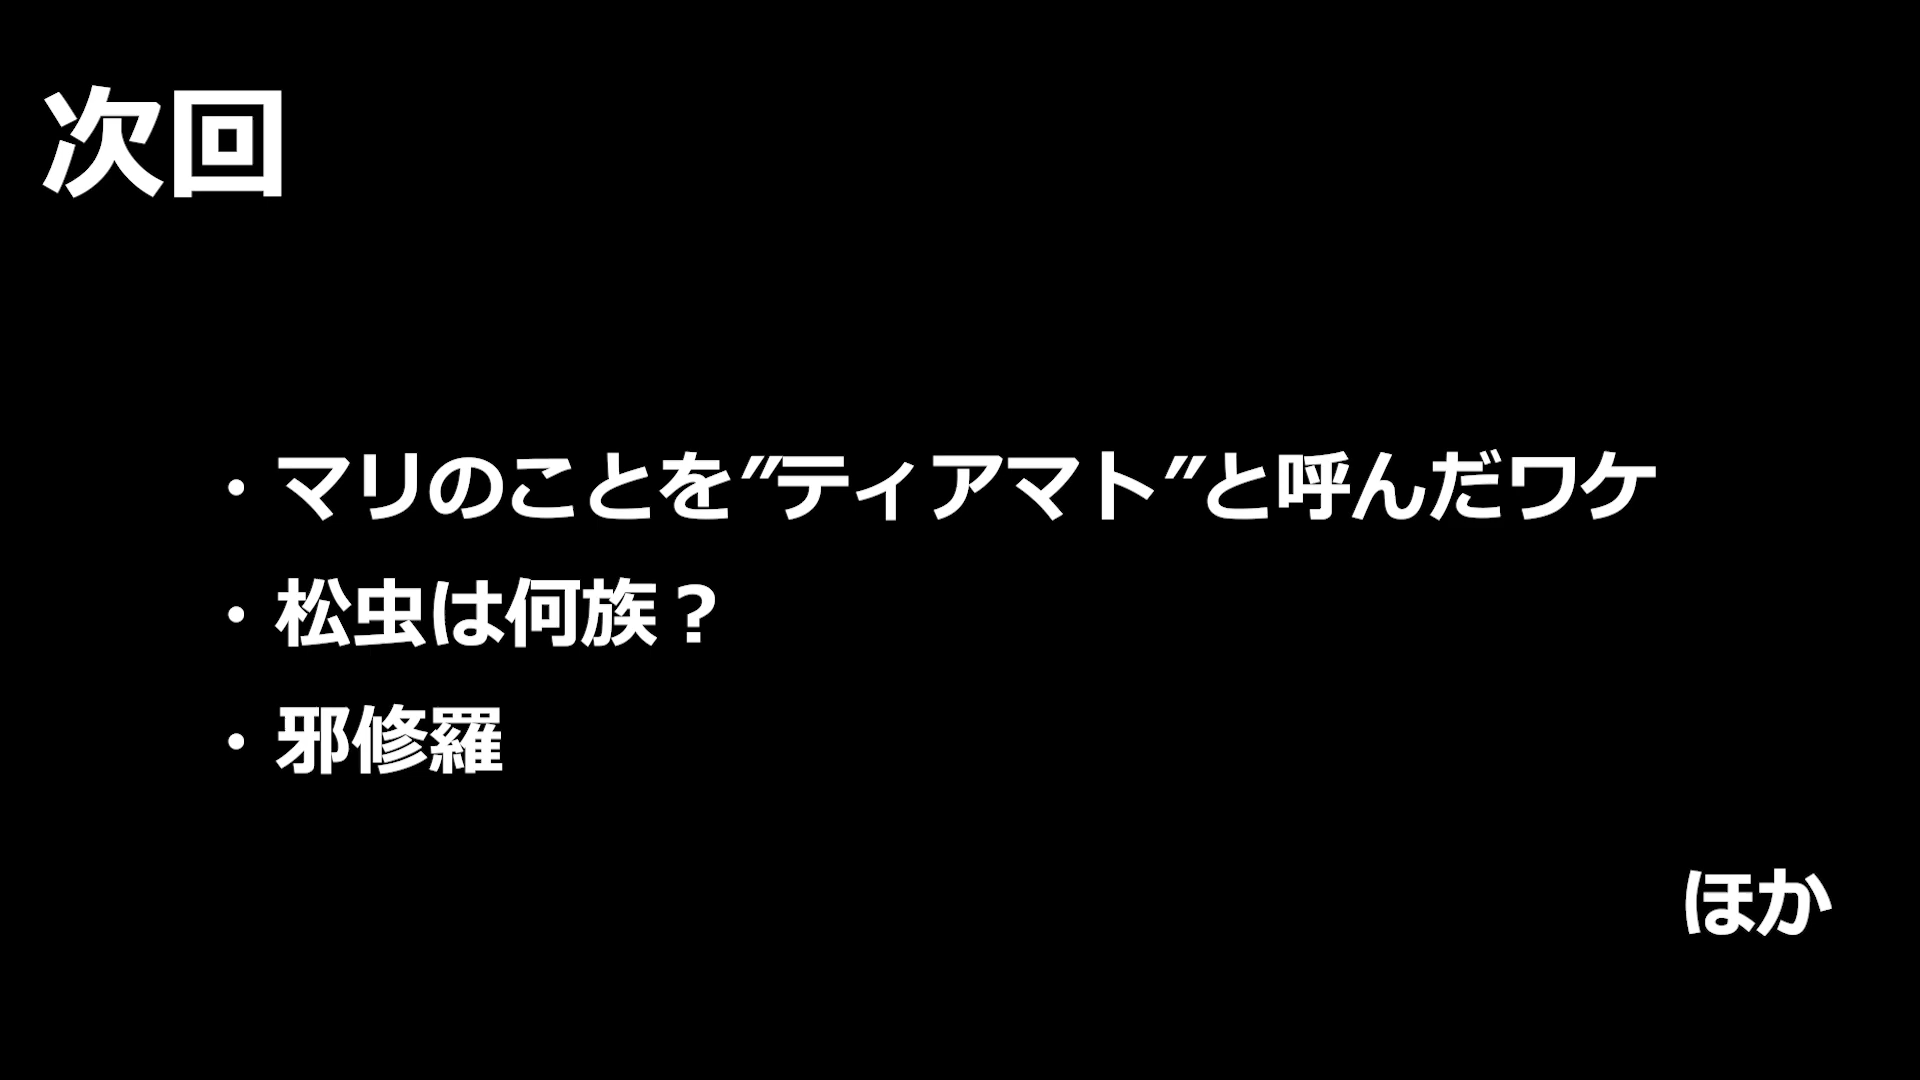 次回
・マリのことを”ティアマト”と呼んだワケ
・松虫は何族？
・邪修羅
ほか